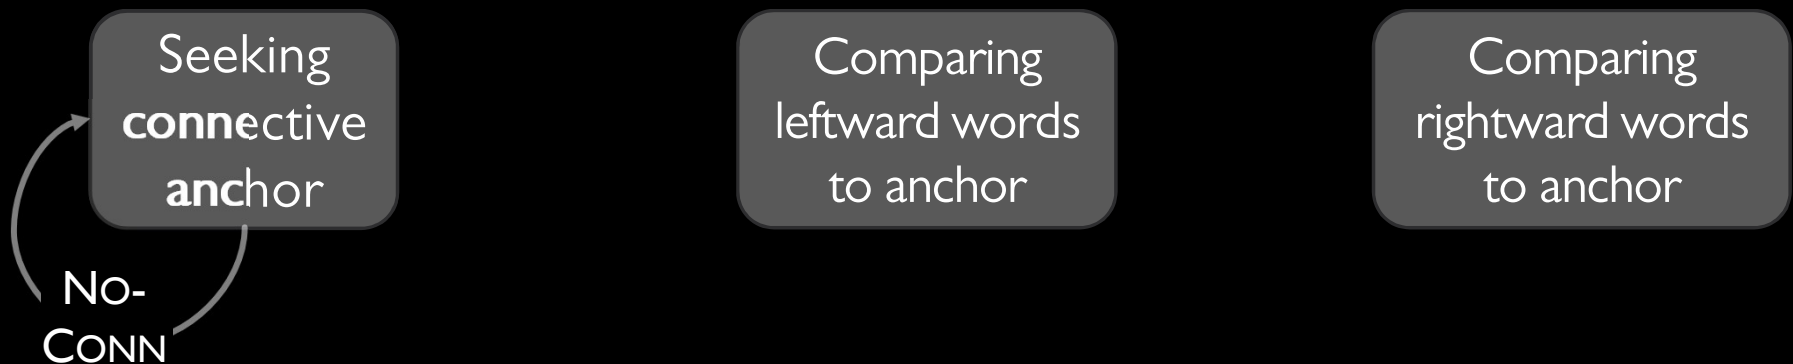 Seeking
connective
anchor
Comparing
leftward words
to anchor
Comparing
rightward words
to anchor
NO-
CONN